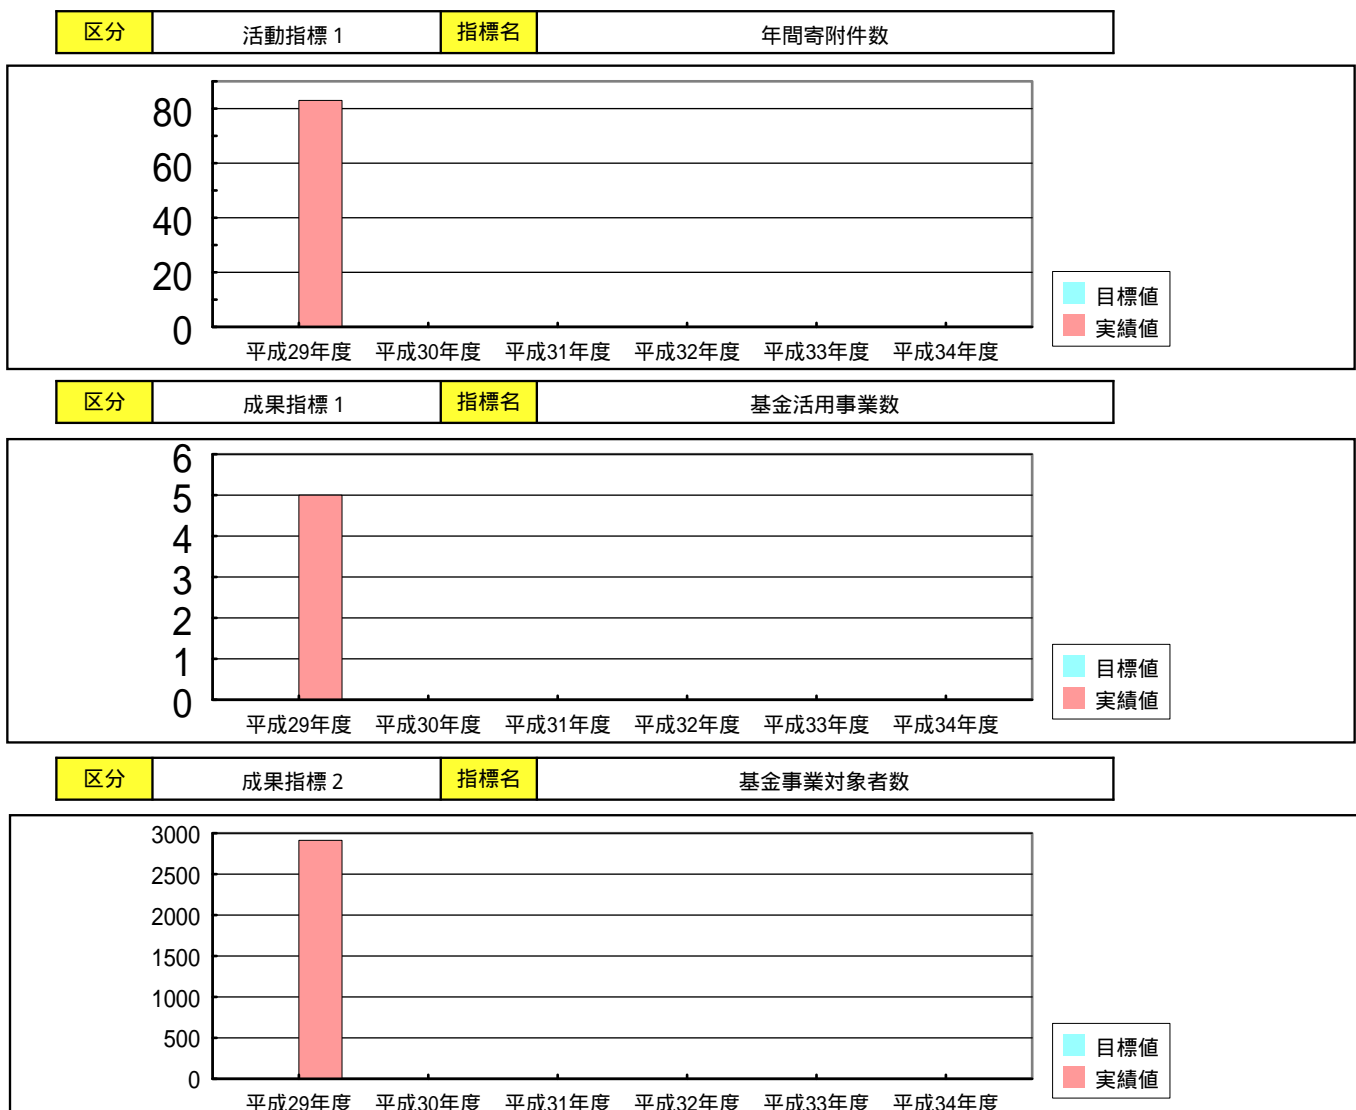 区分 活動指標1 指標名 年間寄附件数
80
60
40
20
0
平成29年度 平成30年度 平成31年度 平成32年度 平成33年度 平成34年度
目標値
実績値
区分 成果指標1 指標名 基金活用事業数
6
5
4
3
2
1
0
平成29年度 平成30年度 平成31年度 平成32年度 平成33年度 平成34年度
目標値
実績値
区分 成果指標2 指標名 基金事業対象者数
3000
2500
2000
1500
1000
500
0
平成29年度 平成30年度 平成31年度 平成32年度 平成33年度 平成34年度
目標値
実績値